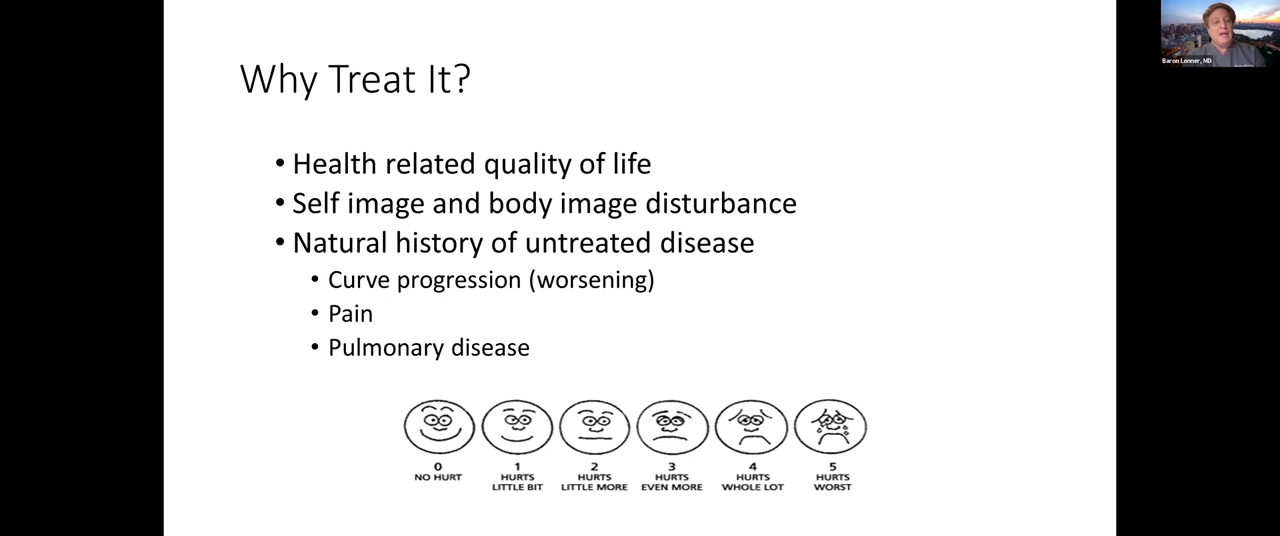 Why Treat It?
• Health related quality of life
• Self image and body image disturbance
• Natural history of untreated disease
• Curve progression (worsening)
• Pain
• Pulmonary disease
0 1 2 3 4 5
NO HURT HURTS HURTS HURTS HURTS HURTS
LITTLE BIT LITTLE MORE EVEN MORE WHOLE LOT WORST
Baron Lonner, MD